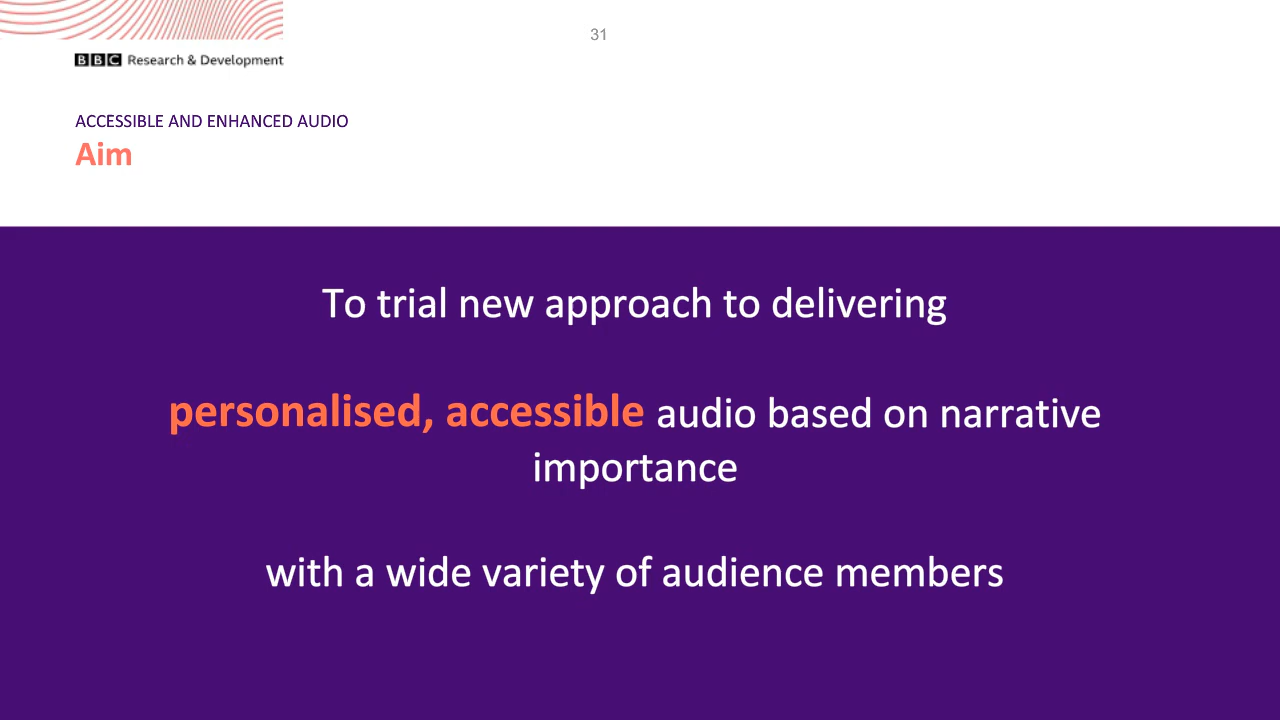 31
BBC Research & Development
ACCESSIBLE AND ENHANCED AUDIO
Aim
To trial new approach to delivering
personalised, accessible audio based on narrative
importance
with a wide variety of audience members